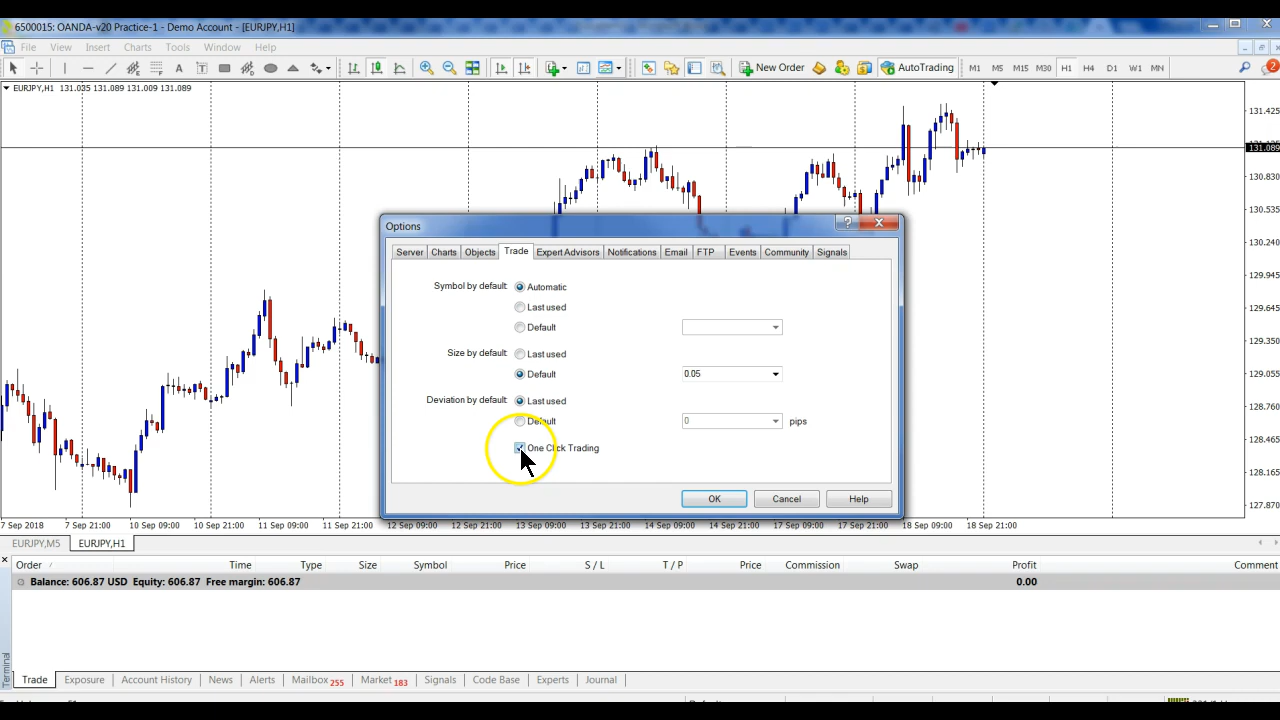 6500015: OANDA-v20 Practice-1 - Demo Account - [EURJPY,H1]
File View Insert Charts Tools Window Help
A T New Order AutoTrading M1 M5 M15 M30 H1 H4 D1 W1 MN 2
EURJPY,H1 131.035 131.089 131.009 131.089
131.425
131.089
130.830
130.535
130.240
129.945
129.645
129.350
129.055
128.760
128.465
128.165
127.870
Options
Server Charts Objects Trade Expert Advisors Notifications Email FTP Events Community Signals
Symbol by default: Automatic
Last used
Default
Size by default: Last used
Default 0.05
Deviation by default: Last used
Default 0 pips
One Click Trading
OK Cancel Help
7 Sep 2018 7 Sep 21:00 10 Sep 09:00 10 Sep 21:00 11 Sep 09:00 11 Sep 21:00 12 Sep 09:00 12 Sep 21:00 13 Sep 09:00 13 Sep 21:00 14 Sep 09:00 14 Sep 21:00 17 Sep 09:00 17 Sep 21:00 18 Sep 09:00 18 Sep 21:00
EURJPY,M5 EURJPY,H1
Order / Time Type Size Symbol Price S / L T / P Price Commission Swap Profit Comment
Balance: 606.87 USD Equity: 606.87 Free margin: 606.87 0.00
Terminal
Trade Exposure Account History News Alerts Mailbox 255 Market 183 Signals Code Base Experts Journal